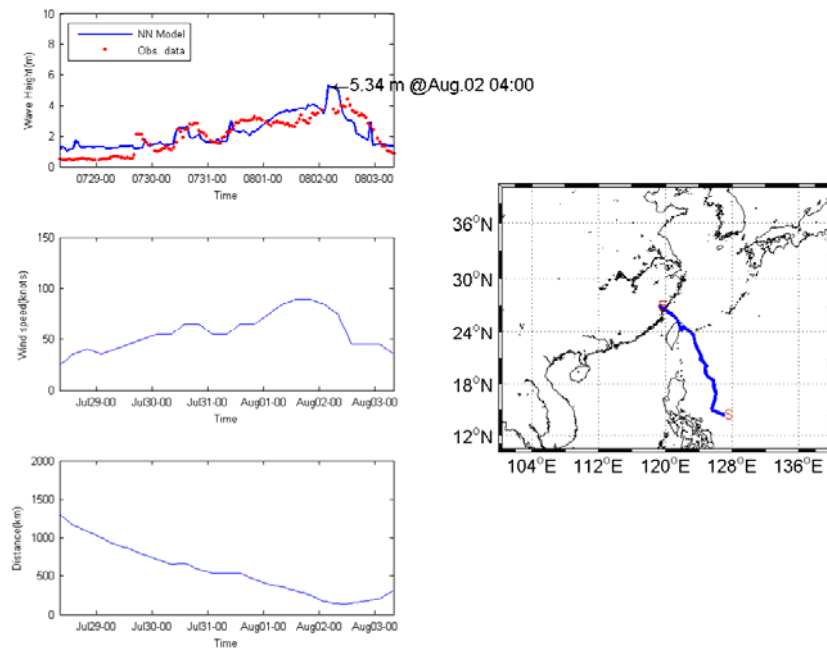 10
8
6
4
2
0
Wave Height(m)
NN Model
Obs. data
5.34 m @Aug.02 04:00
0729-00 0730-00 0731-00 0801-00 0802-00 0803-00
Time
150
100
50
0
Wind speed(knots)
Jul29-00 Jul30-00 Jul31-00 Aug01-00 Aug02-00 Aug03-00
Time
2000
1500
1000
500
0
Distance(km)
Jul29-00 Jul30-00 Jul31-00 Aug01-00 Aug02-00 Aug03-00
Time
36°N
30°N
24°N
18°N
12°N
E
S
104°E 112°E 120°E 128°E 136°E